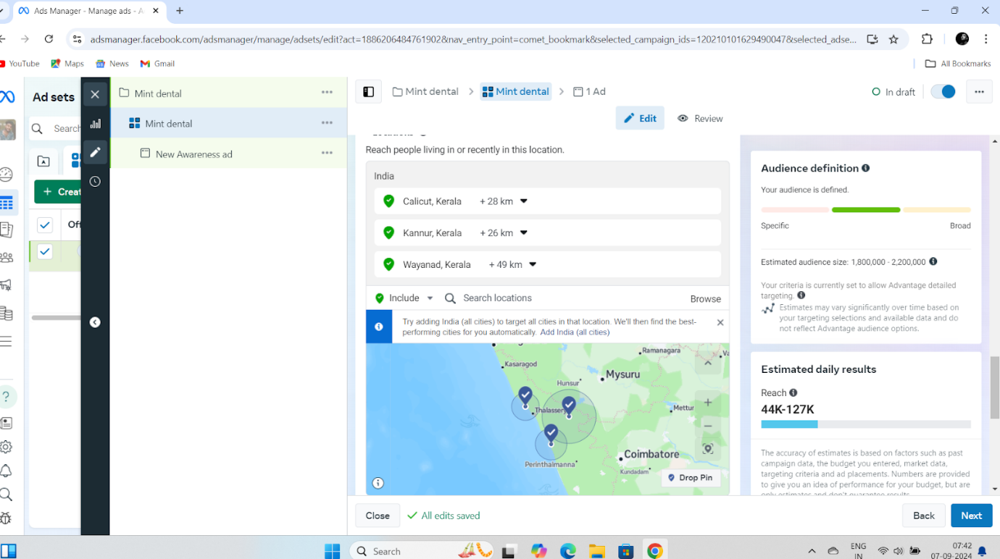 Ads Manager - Manage ads - A
adsmanager.facebook.com/adsmanager/manage/adsets/edit?act=1886206484761902&nav_entry_point=comet_bookmark&selected_campaign_ids=120210101629490047&selected_adse...
YouTube
Maps
News
Gmail
All Bookmarks
Ad sets
Search
Creat
Off
Mint dental
Mint dental
New Awareness ad
Mint dental
Mint dental
1 Ad
In draft
Edit
Review
Reach people living in or recently in this location.
India
Calicut, Kerala + 28 km
Kannur, Kerala + 26 km
Wayanad, Kerala + 49 km
Include
Search locations
Browse
Try adding India (all cities) to target all cities in that location. We'll then find the best-
performing cities for you automatically. Add India (all cities)
Ramanagara
Kasaragod
Mysuru
Hunsur
Thalassery
Mettur
Coimbatore
Perinthalmanna
Kundadam
Drop Pin
Audience definition
Your audience is defined.
Specific
Broad
Estimated audience size: 1,800,000 - 2,200,000
Your criteria is currently set to allow Advantage detailed
targeting.
Estimates may vary significantly over time based on
your targeting selections and available data and do
not reflect Advantage audience options.
Estimated daily results
Reach
44K-127K
The accuracy of estimates is based on factors such as past
campaign data, the budget you entered, market data,
targeting criteria and ad placements. Numbers are provided
to give you an idea of performance for your budget, but are
only estimates and don't guarantee results.
Close
All edits saved
Back
Next
Search
ENG
IN
07:42
07-09-2024